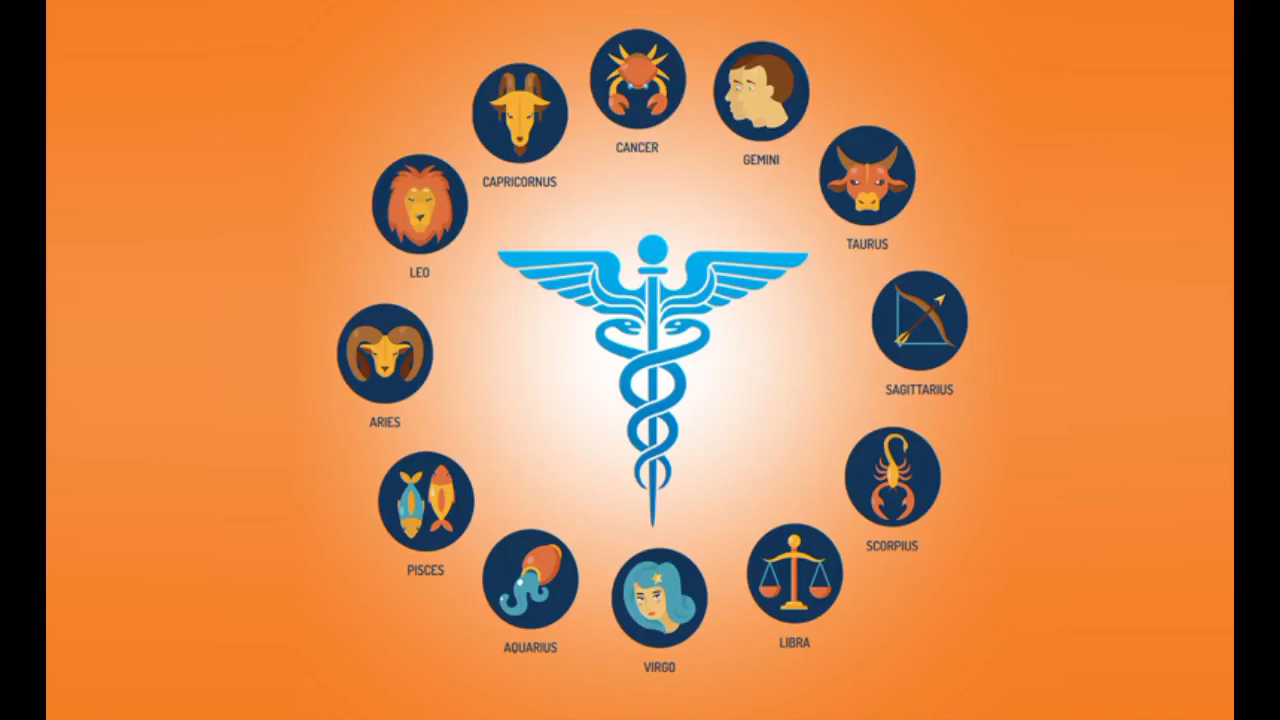 CANCER
GEMINI
CAPRICORNUS
TAURUS
LEO
SAGITTARIUS
ARIES
SCORPIUS
PISCES
LIBRA
AQUARIUS
VIRGO